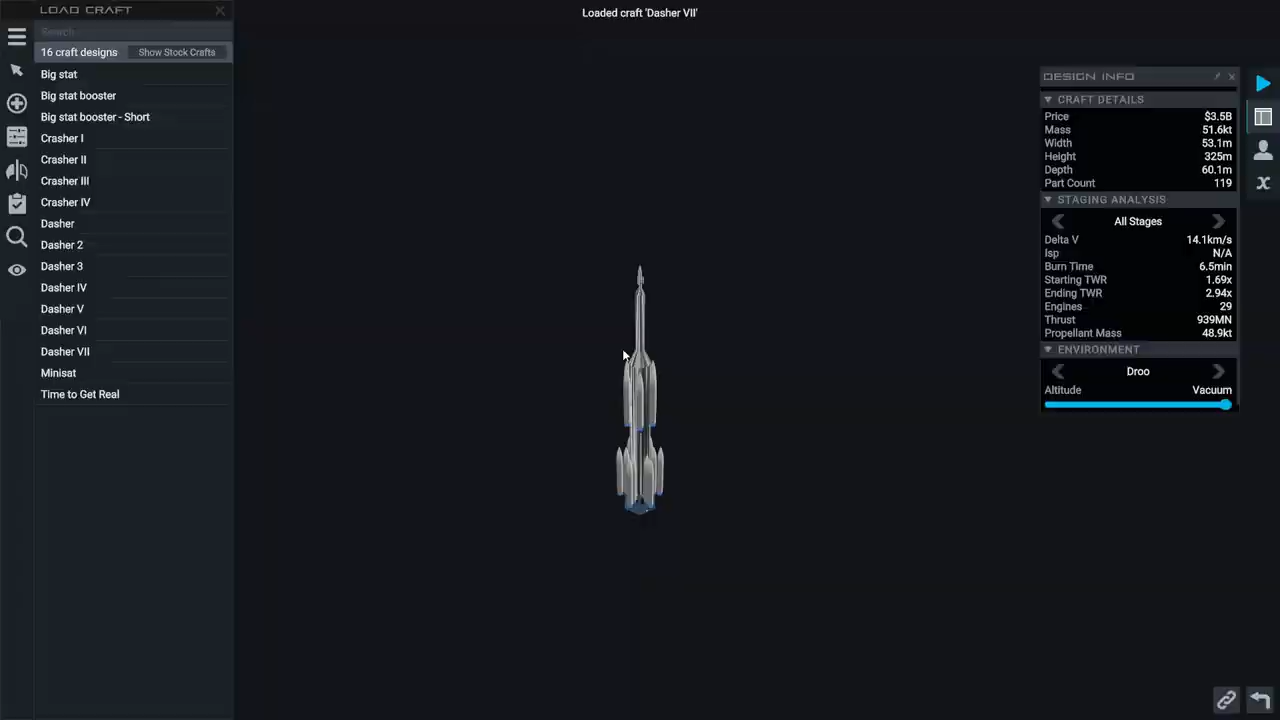 LOAD CRAFT
Search
16 craft designs
Show Stock Crafts
Big stat
Big stat booster
Big stat booster - Short
Crasher I
Crasher II
Crasher III
Crasher IV
Dasher
Dasher 2
Dasher 3
Dasher IV
Dasher V
Dasher VI
Dasher VII
Minisat
Time to Get Real
Loaded craft 'Dasher VII'
DESIGN INFO
CRAFT DETAILS
Price $3.5B
Mass 51.6kt
Width 53.1m
Height 325m
Depth 60.1m
Part Count 119
STAGING ANALYSIS
All Stages
Delta V 14.1km/s
Isp N/A
Burn Time 6.5min
Starting TWR 1.69x
Ending TWR 2.94x
Engines 29
Thrust 939MN
Propellant Mass 48.9kt
ENVIRONMENT
Droo
Altitude Vacuum